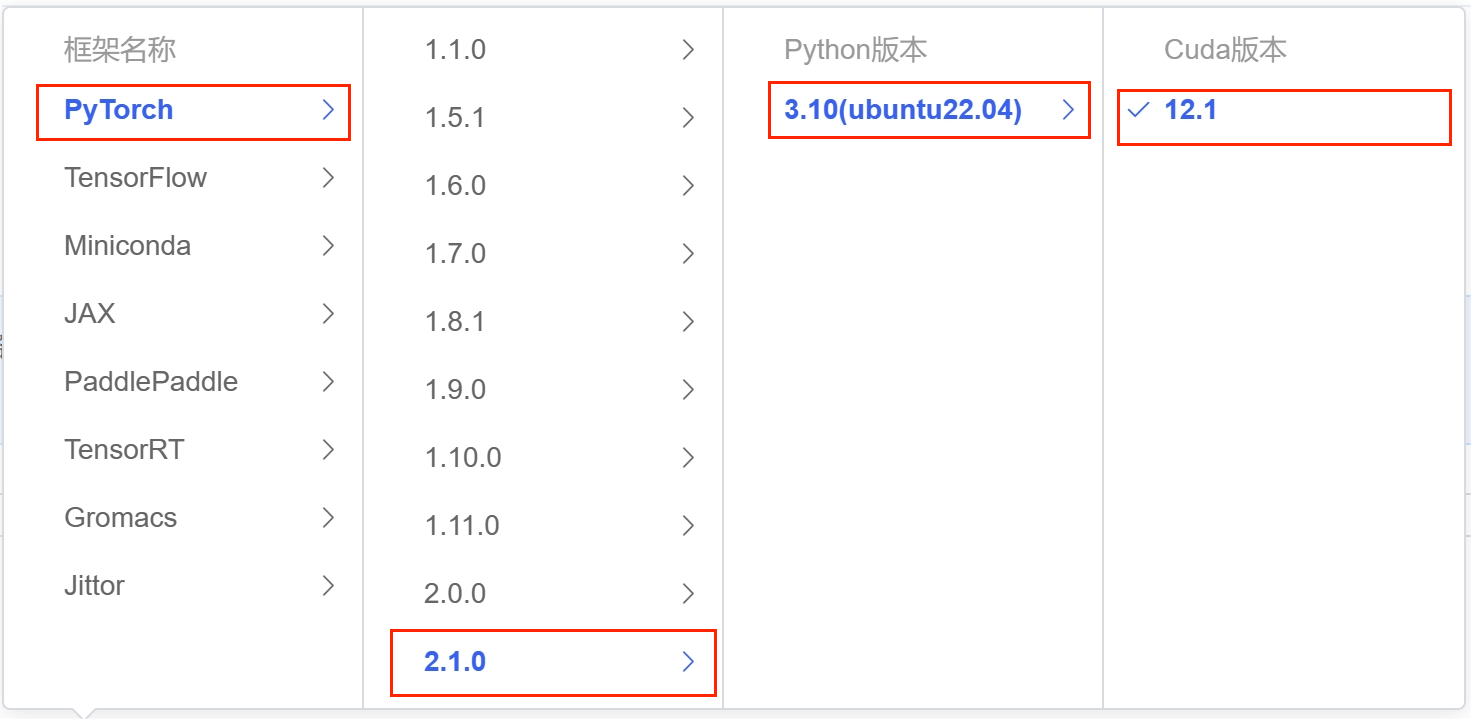 框架名称
PyTorch
TensorFlow
Miniconda
JAX
PaddlePaddle
TensorRT
Gromacs
Jittor
1.1.0
1.5.1
1.6.0
1.7.0
1.8.1
1.9.0
1.10.0
1.11.0
2.0.0
2.1.0
Python版本
3.10(ubuntu22.04)
Cuda版本
12.1